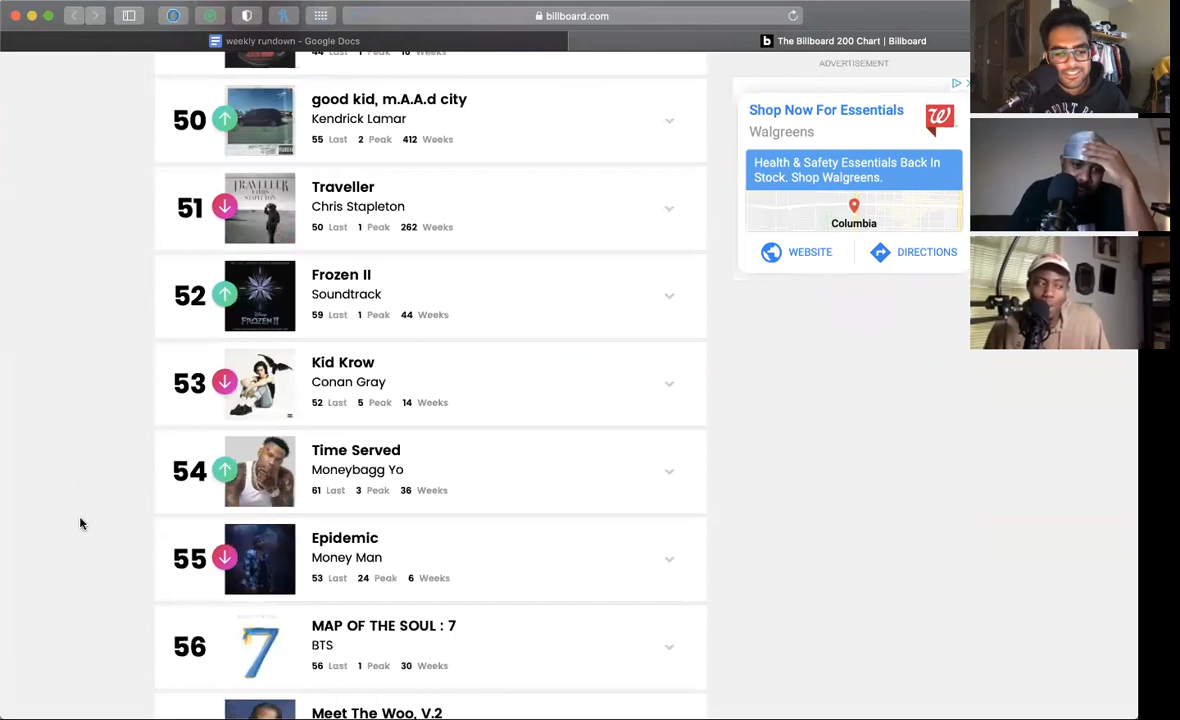 billboard.com
weekly rundown - Google Docs
b The Billboard 200 Chart | Billboard
ADVERTISEMENT
50
good kid, m.A.A.d city
Kendrick Lamar
55 Last 2 Peak 412 Weeks
51
TRAVELLER
Traveller
Chris Stapleton
50 Last 1 Peak 262 Weeks
52
FROZEN II
Frozen II
Soundtrack
59 Last 1 Peak 44 Weeks
53
Kid Krow
Conan Gray
52 Last 5 Peak 14 Weeks
54
Time Served
Moneybagg Yo
61 Last 3 Peak 36 Weeks
55
Epidemic
Money Man
53 Last 24 Peak 6 Weeks
56
7
MAP OF THE SOUL : 7
BTS
56 Last 1 Peak 30 Weeks
Meet The Woo, V.2
Shop Now For Essentials
Walgreens
W
Health & Safety Essentials Back In
Stock. Shop Walgreens.
Columbia
WEBSITE
DIRECTIONS